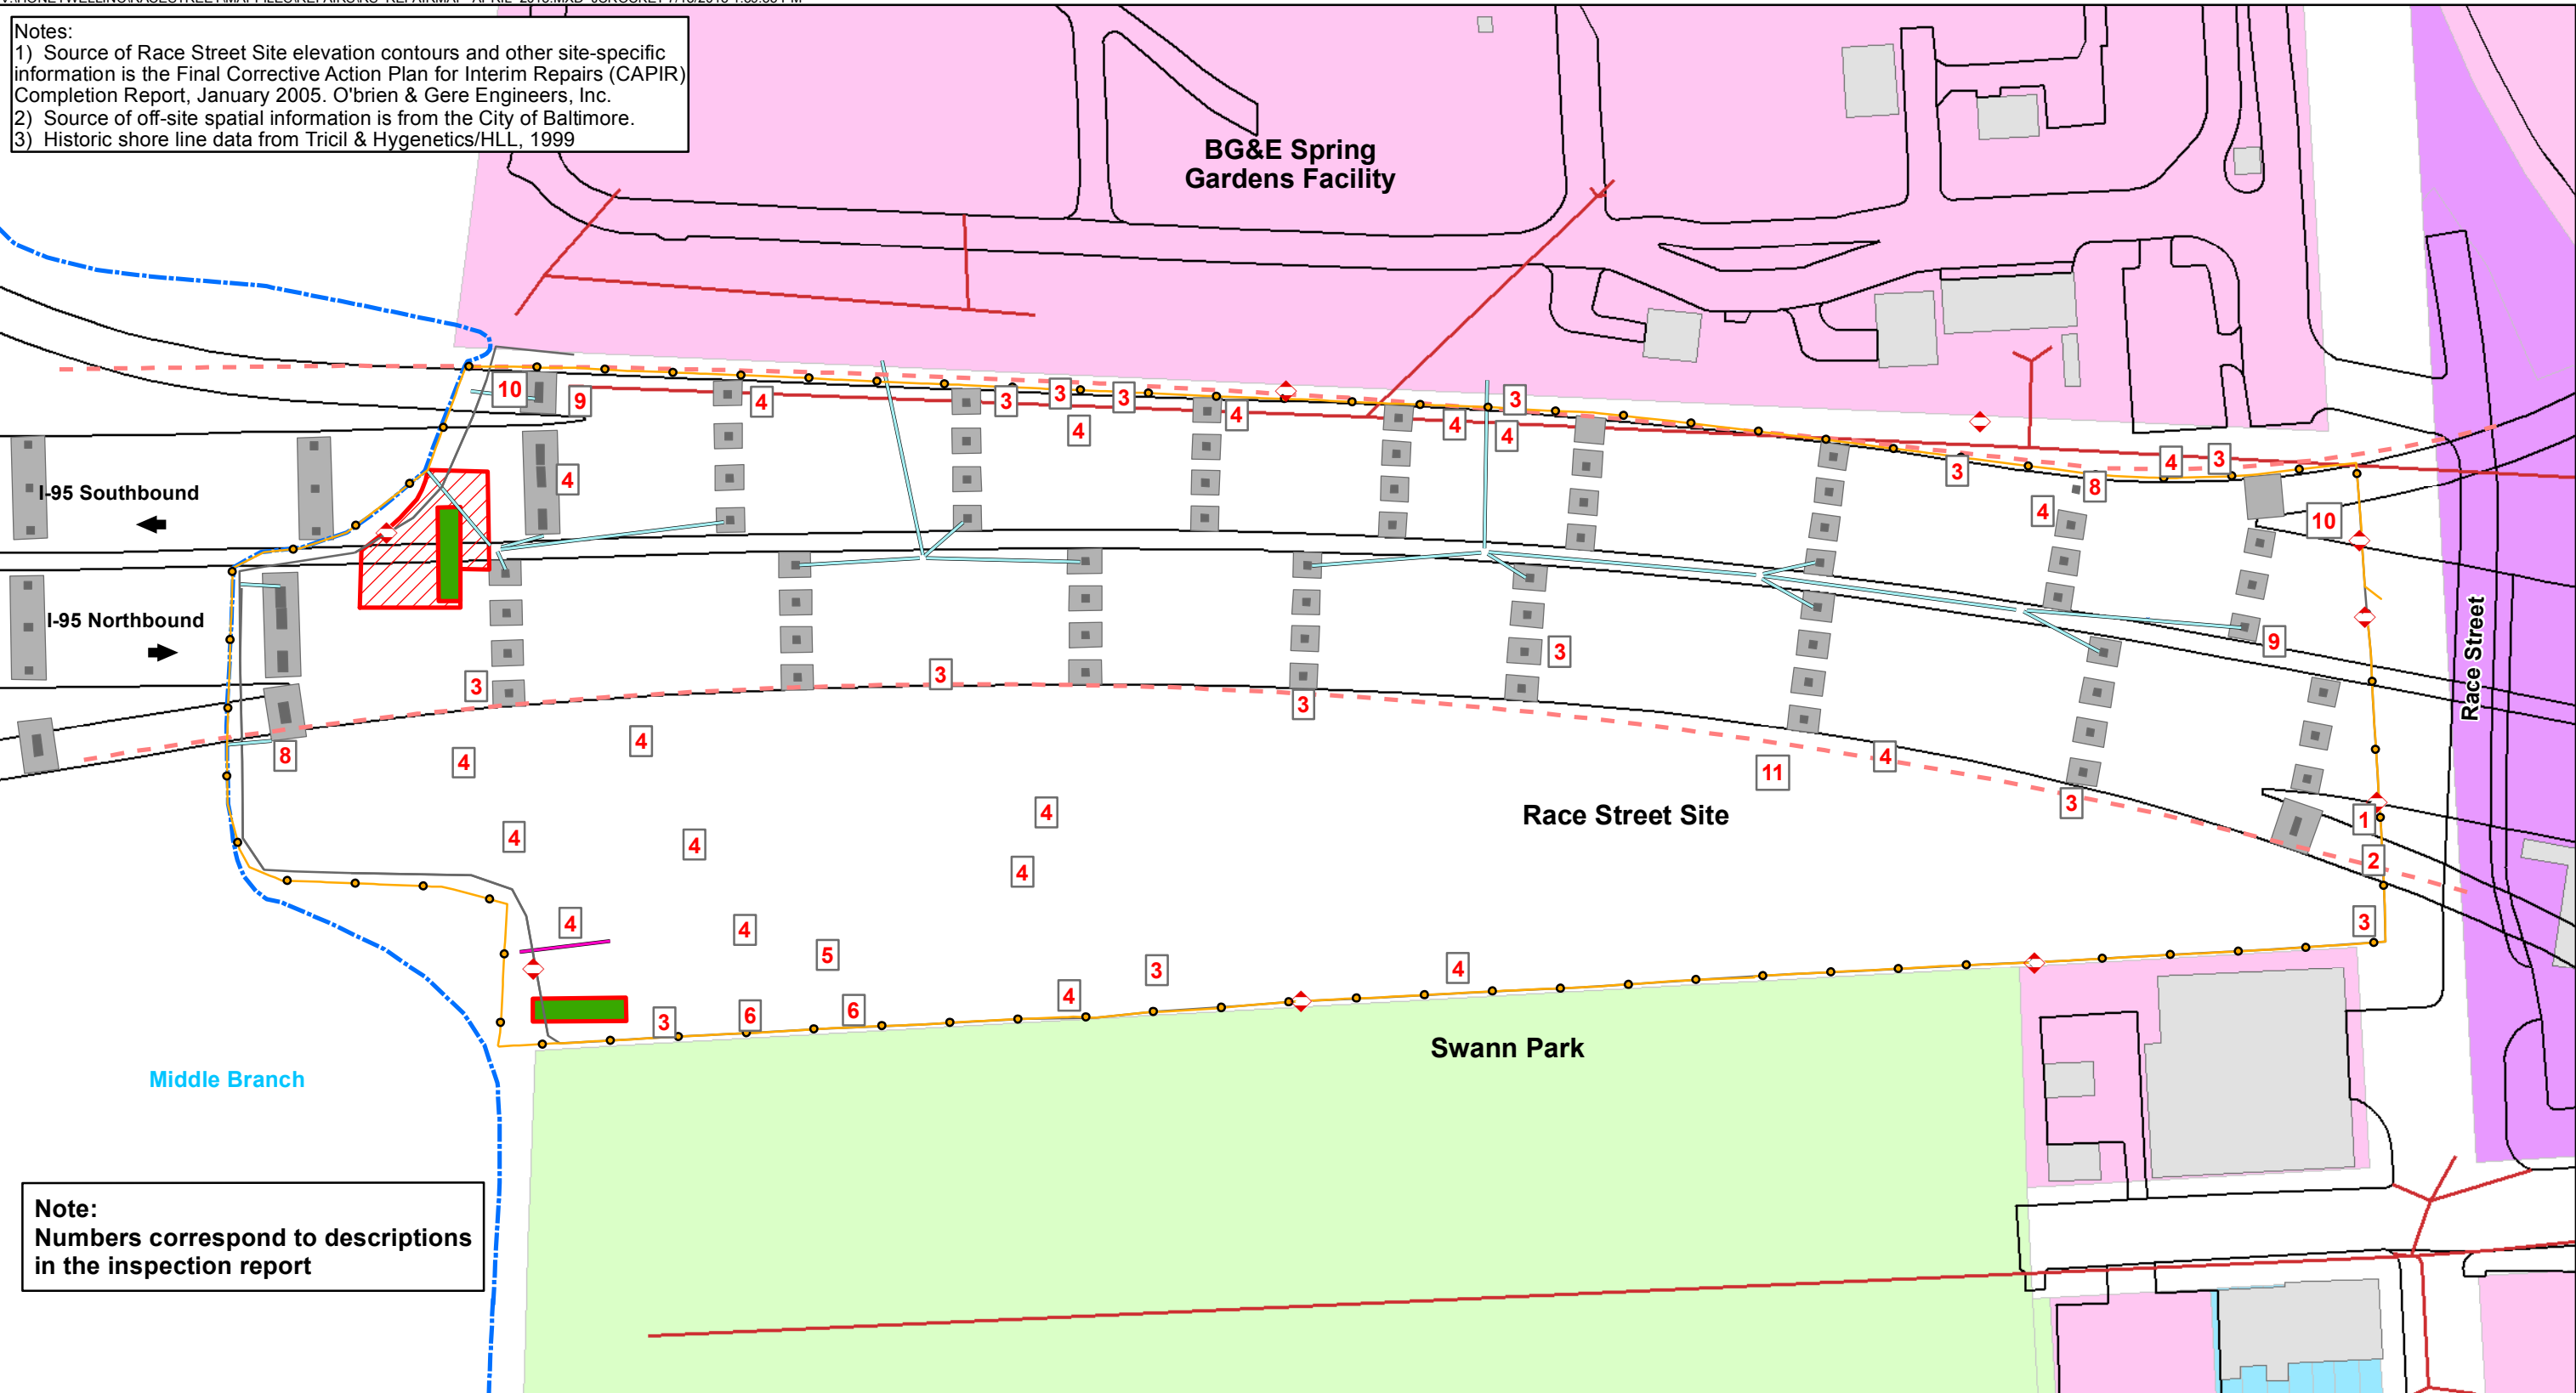 Notes:
1) Source of Race Street Site elevation contours and other site-specific
information is the Final Corrective Action Plan for Interim Repairs (CAPIR)
Completion Report, January 2005. O'brien & Gere Engineers, Inc.
2) Source of off-site spatial information is from the City of Baltimore.
3) Historic shore line data from Tricil & Hygenetics/HLL, 1999
BG&E Spring
Gardens Facility
10
9
4
3
3
3
4
4
3
4
4
3
4
3
8
4
10
I-95 Southbound
4
I-95 Northbound
9
Race Street
3
3
3
3
8
4
4
11
4
3
1
2
3
Race Street Site
4
4
4
4
4
4
5
3
4
4
3
6
6
Swann Park
Middle Branch
Note:
Numbers correspond to descriptions
in the inspection report